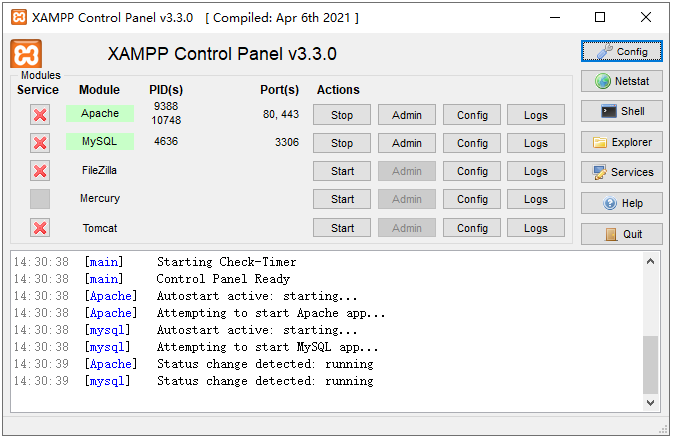 XAMPP Control Panel v3.3.0 [ Compiled: Apr 6th 2021 ]
XAMPP Control Panel v3.3.0
Config
Modules
Service Module PID(s) Port(s) Actions
Netstat
Apache 9388 10748 80, 443 Stop Admin Config Logs
Shell
MySQL 4636 3306 Stop Admin Config Logs
Explorer
FileZilla Start Admin Config Logs
Services
Mercury Start Admin Config Logs
Help
Tomcat Start Admin Config Logs
Quit
14:30:38 [main] Starting Check-Timer
14:30:38 [main] Control Panel Ready
14:30:38 [Apache] Autostart active: starting...
14:30:38 [Apache] Attempting to start Apache app...
14:30:38 [mysql] Autostart active: starting...
14:30:38 [mysql] Attempting to start MySQL app...
14:30:39 [Apache] Status change detected: running
14:30:39 [mysql] Status change detected: running